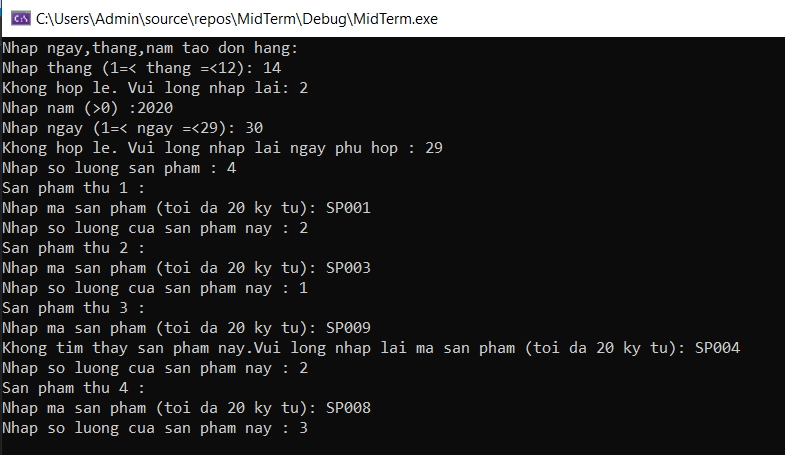 C:\Users\Admin\source\repos\MidTerm\Debug\MidTerm.exe
Nhap ngay,thang,nam tao don hang:
Nhap thang (1=< thang =<12): 14
Khong hop le. Vui long nhap lai: 2
Nhap nam (>0) :2020
Nhap ngay (1=< ngay =<29): 30
Khong hop le. Vui long nhap lai ngay phu hop : 29
Nhap so luong san pham : 4
San pham thu 1 :
Nhap ma san pham (toi da 20 ky tu): SP001
Nhap so luong cua san pham nay : 2
San pham thu 2 :
Nhap ma san pham (toi da 20 ky tu): SP003
Nhap so luong cua san pham nay : 1
San pham thu 3 :
Nhap ma san pham (toi da 20 ky tu): SP009
Khong tim thay san pham nay.Vui long nhap lai ma san pham (toi da 20 ky tu): SP004
Nhap so luong cua san pham nay : 2
San pham thu 4 :
Nhap ma san pham (toi da 20 ky tu): SP008
Nhap so luong cua san pham nay : 3